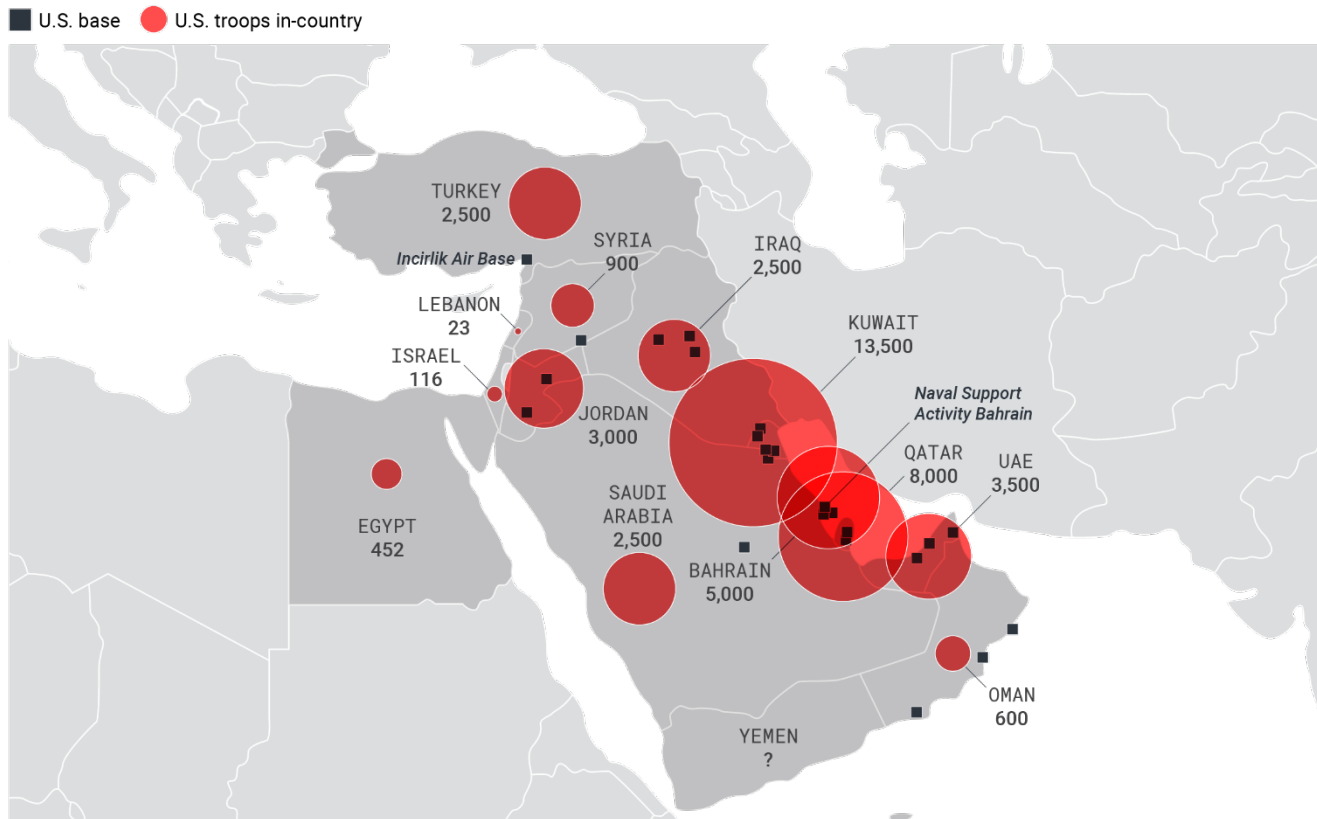 U.S. base
U.S. troops in-country
TURKEY
2,500
SYRIA
900
IRAQ
2,500
Incirlik Air Base
LEBANON
23
KUWAIT
13,500
ISRAEL
116
JORDAN
3,000
Naval Support
Activity Bahrain
QATAR
8,000
UAE
3,500
SAUDI
ARABIA
2,500
EGYPT
452
BAHRAIN
5,000
OMAN
600
YEMEN
?